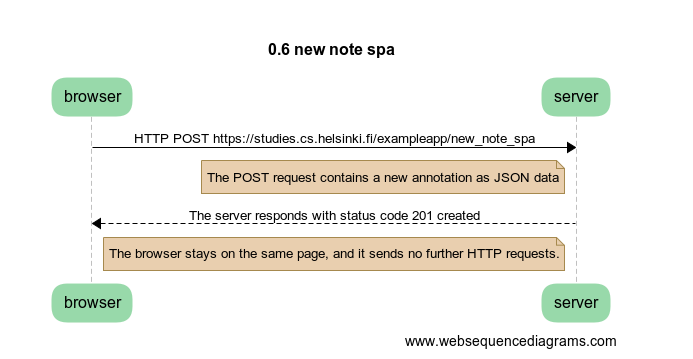 0.6 new note spa
browser server
HTTP POST https://studies.cs.helsinki.fi/exampleapp/new_note_spa
The POST request contains a new annotation as JSON data
The server responds with status code 201 created
The browser stays on the same page, and it sends no further HTTP requests.
browser server
www.websequencediagrams.com